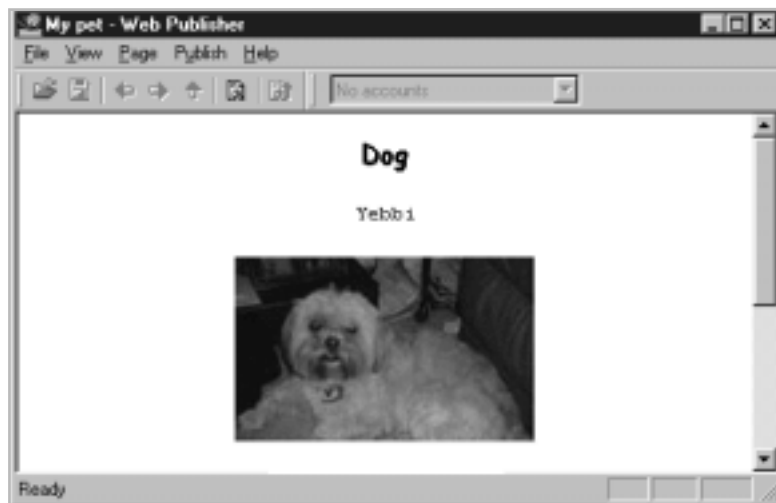 My pet - Web Publisher
File View Page Publish Help
No accounts
Dog
Yebbi
Ready